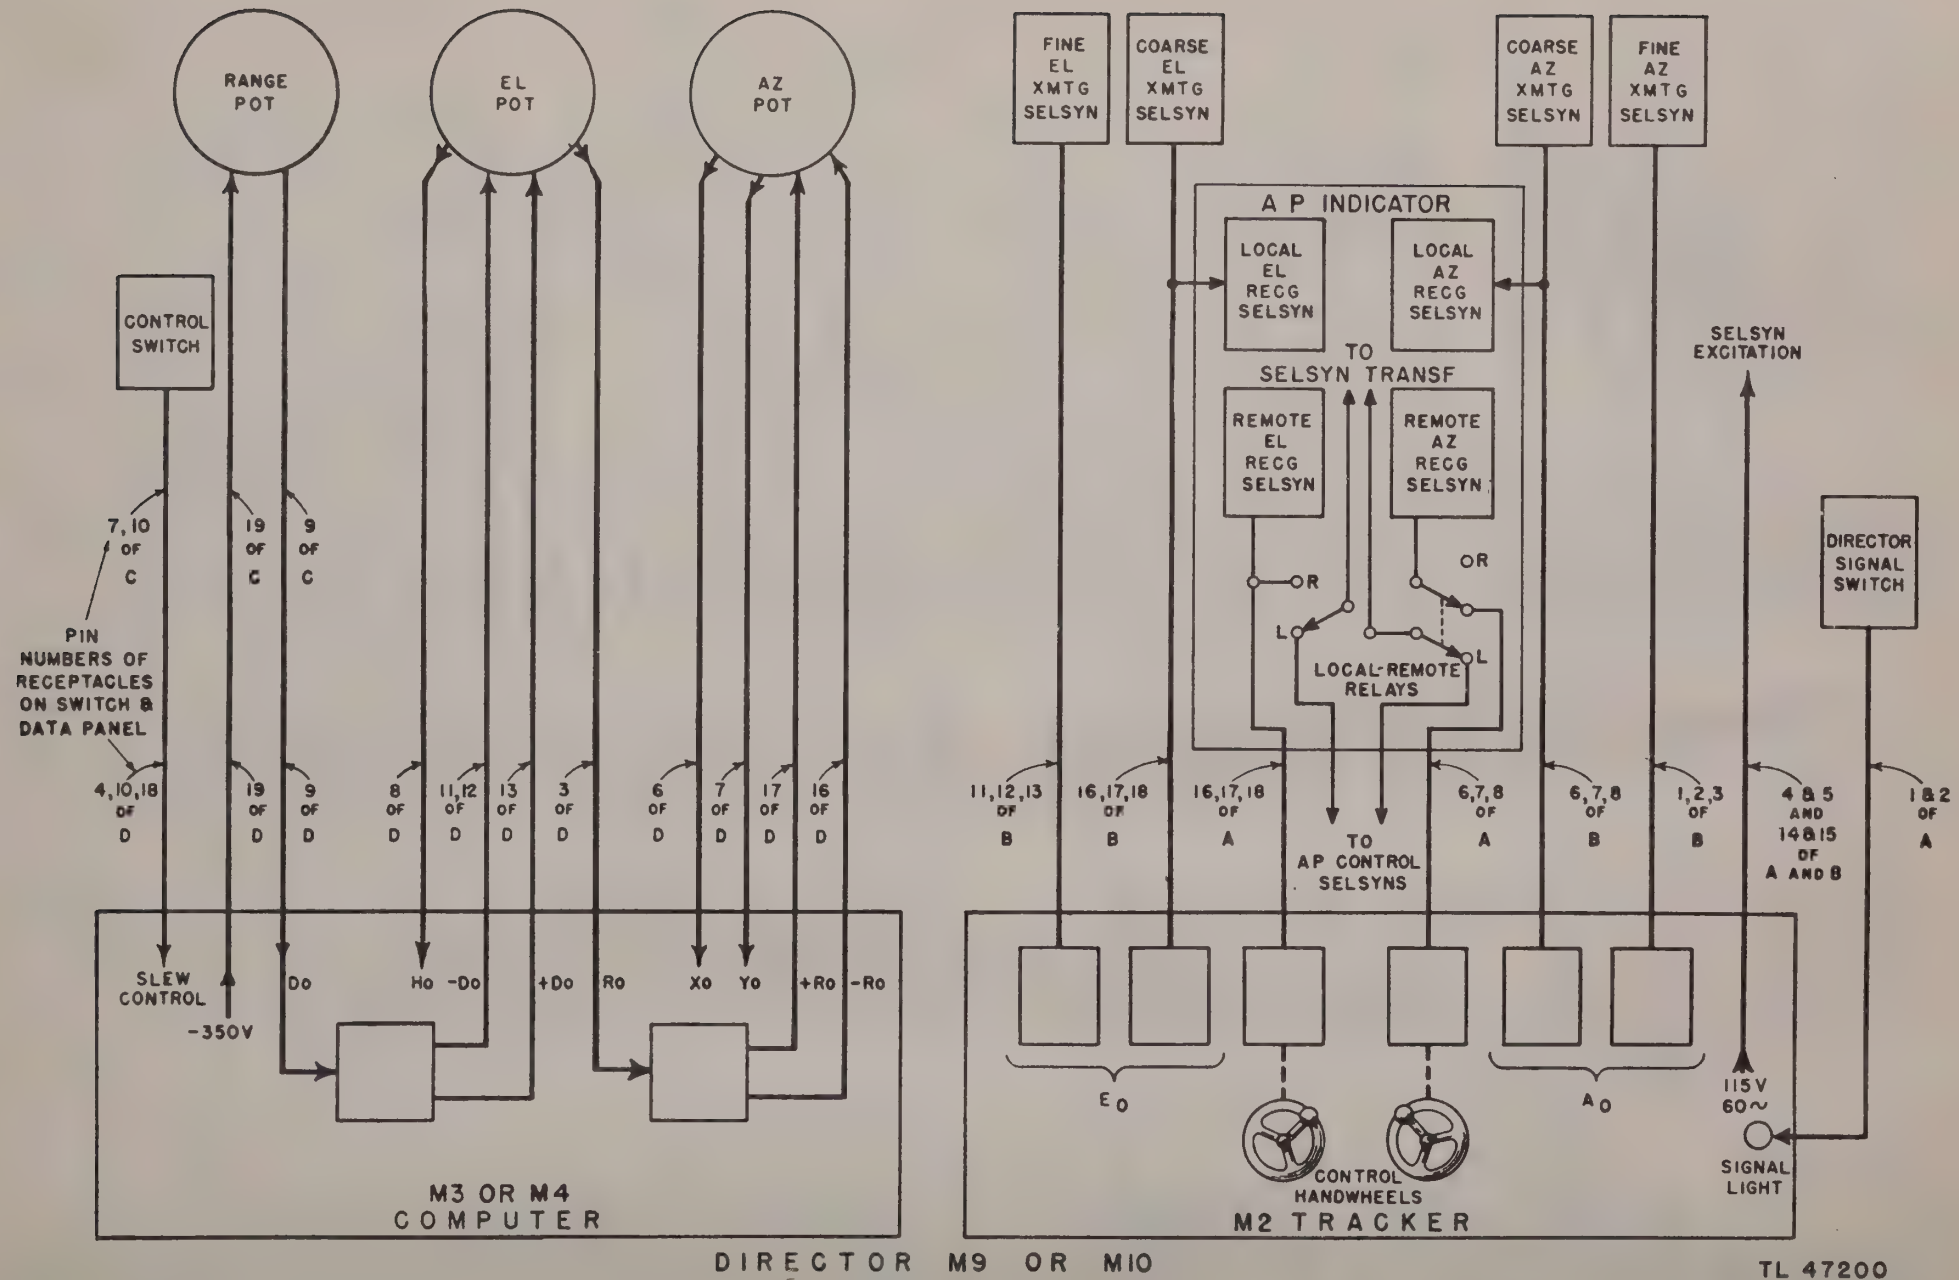 RANGE
POT
EL
POT
AZ
POT
FINE
EL
XMTG
SELSYN
COARSE
EL
XMTG
SELSYN
COARSE
AZ
XMTG
SELSYN
FINE
AZ
XMTG
SELSYN
A P INDICATOR
LOCAL
EL
RECG
SELSYN
LOCAL
AZ
RECG
SELSYN
CONTROL
SWITCH
TO
SELSYN TRANSF
SELSYN
EXCITATION
REMOTE
EL
RECG
SELSYN
REMOTE
AZ
RECG
SELSYN
7, 10
OF
C
19
OF
C
9
OF
C
DIRECTOR
SIGNAL
SWITCH
R
R
L
L
LOCAL-REMOTE
RELAYS
PIN
NUMBERS OF
RECEPTACLES
ON SWITCH &
DATA PANEL
4,10,18
OF
D
19
OF
D
9
OF
D
8
OF
D
11,12
OF
D
13
OF
D
3
OF
D
6
OF
D
7
OF
D
17
OF
D
16
OF
D
11,12,13
OF
B
16,17,18
OF
B
16,17,18
OF
A
TO
AP CONTROL
SELSYNS
6,7,8
OF
A
6,7,8
OF
B
1,2,3
OF
B
4 & 5
AND
14&15
OF
A AND B
1 & 2
OF
A
SLEW
CONTROL
-350V
Do
Ho
-Do
+Do
Ro
Xo
Yo
+Ro
-Ro
Eo
Ao
115V
60~
SIGNAL
LIGHT
CONTROL
HANDWHEELS
M3 OR M4
COMPUTER
M2 TRACKER
DIRECTOR M9 OR M10
TL 47200